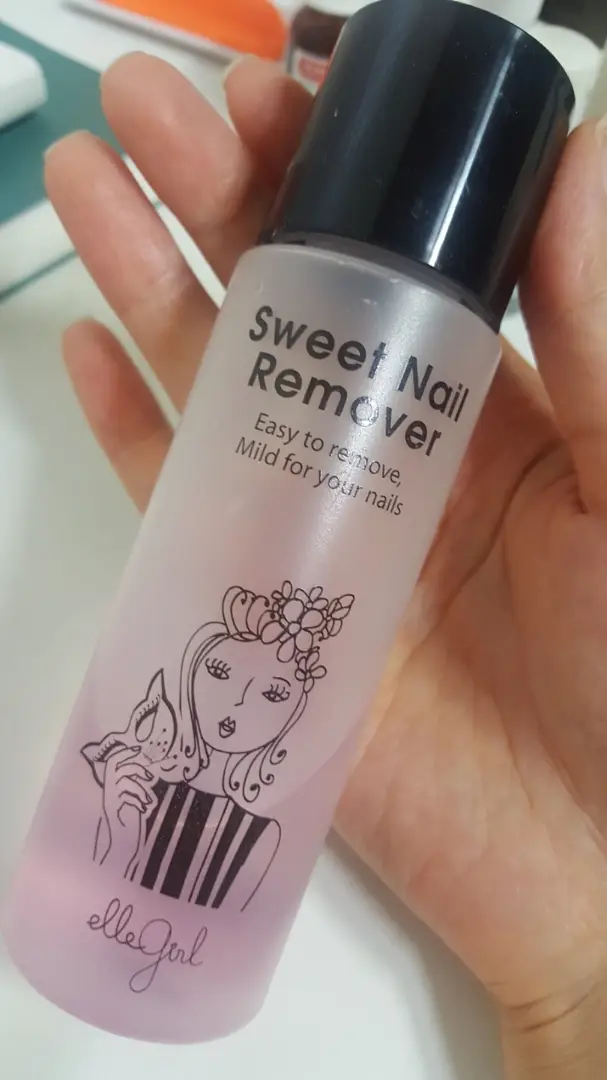 Sweet Nail
Remover
Easy to remove,
Mild for your nails
elleGirl